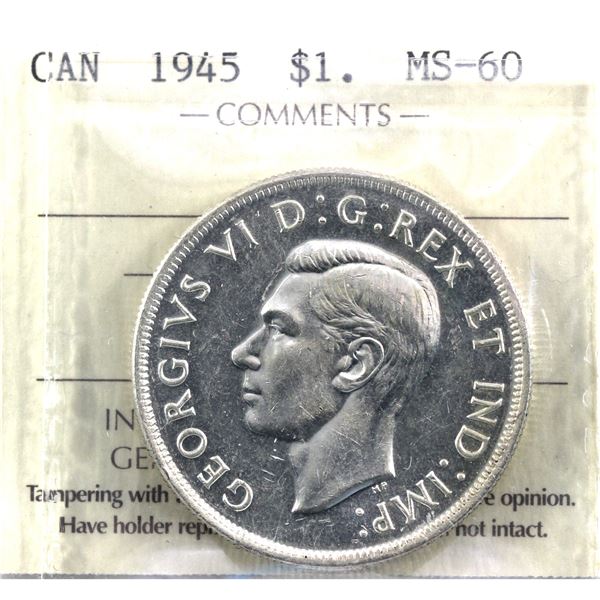 CAN 1945 $1. MS-60
— COMMENTS —
GEORGIVS VI D:G:REX ET IND:IMP:
HP
IN
GE
Tampering with opinion.
Have holder not intact.